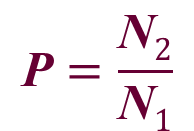 P = N₂/N₁